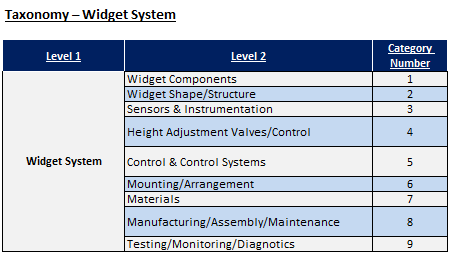 Taxonomy – Widget System
Level 1 Level 2 Category Number
Widget System
Widget Components 1
Widget Shape/Structure 2
Sensors & Instrumentation 3
Height Adjustment Valves/Control 4
Control & Control Systems 5
Mounting/Arrangement 6
Materials 7
Manufacturing/Assembly/Maintenance 8
Testing/Monitoring/Diagnotics 9